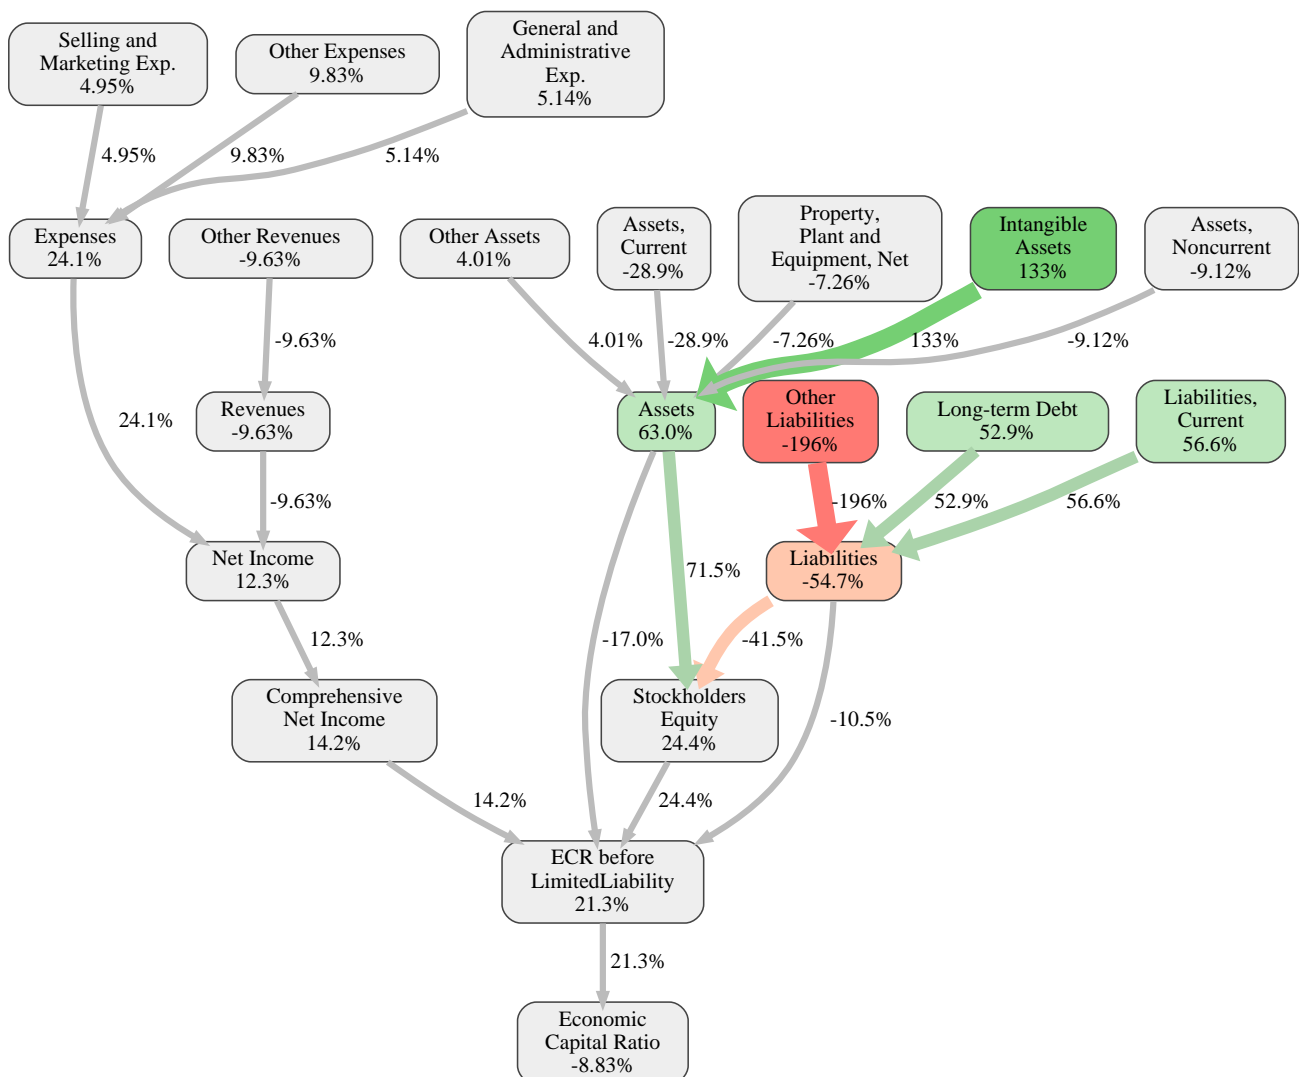 Selling and
Marketing Exp.
4.95%
Other Expenses
9.83%
General and
Administrative
Exp.
5.14%
4.95%
9.83%
5.14%
Expenses
24.1%
Other Revenues
-9.63%
Other Assets
4.01%
Assets,
Current
-28.9%
Property,
Plant and
Equipment, Net
-7.26%
Intangible
Assets
133%
Assets,
Noncurrent
-9.12%
-9.63%
4.01%
-28.9%
-7.26%
133%
-9.12%
24.1%
Revenues
-9.63%
Assets
63.0%
Other
Liabilities
-196%
Long-term Debt
52.9%
Liabilities,
Current
56.6%
-9.63%
-196%
52.9%
56.6%
Net Income
12.3%
71.5%
Liabilities
-54.7%
12.3%
-17.0%
-41.5%
Comprehensive
Net Income
14.2%
Stockholders
Equity
24.4%
-10.5%
14.2%
24.4%
ECR before
LimitedLiability
21.3%
21.3%
Economic
Capital Ratio
-8.83%